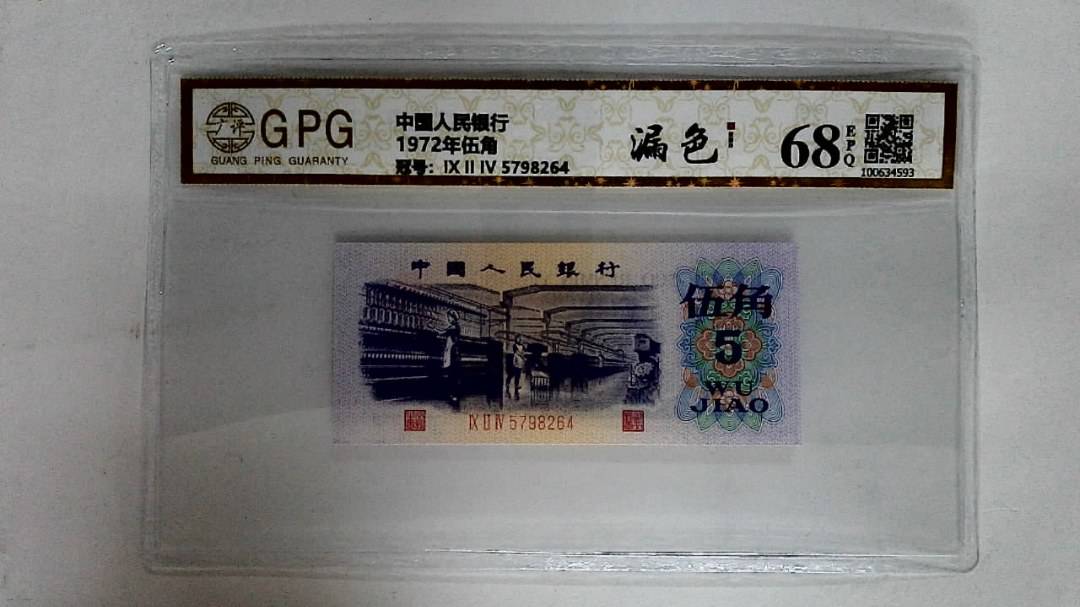 GPG
GUANG PING GUARANTY
中国人民银行
1972年伍角
冠号: IX II IV 5798264
漏色
68
EPQ
100634593
中國人民銀行
伍角
5
WU
JIAO
IX II IV 5798264